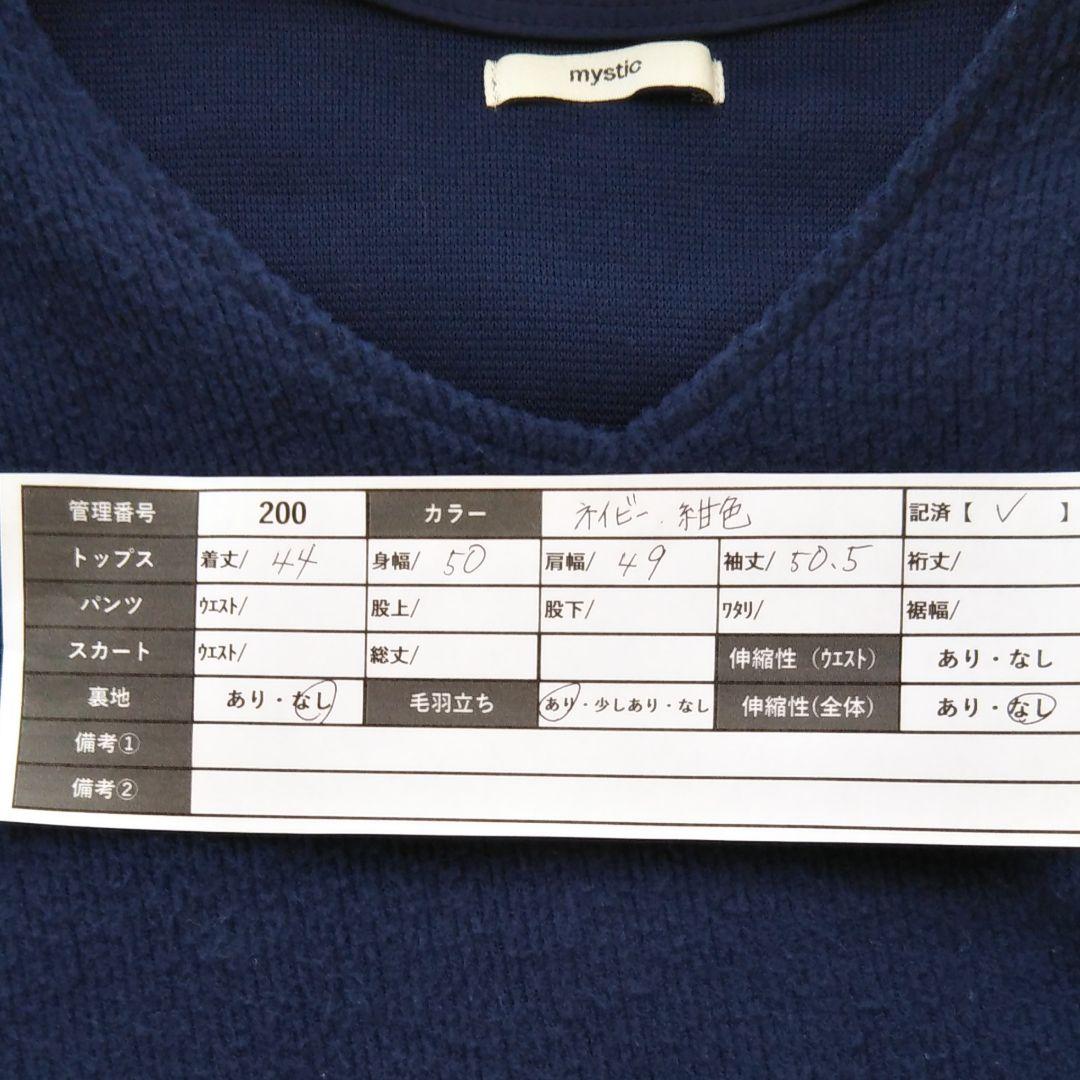 mystic
管理番号 200 カラー ネイビー、紺色 記済【 ✓ 】
トップス 着丈/ 44 身幅/ 50 肩幅/ 49 袖丈/ 50.5 裄丈/
パンツ ウエスト/ 股上/ 股下/ ワタリ/ 裾幅/
スカート ウエスト/ 総丈/ 伸縮性(ウエスト) あり・なし
裏地 あり・なし 毛羽立ち あり・少しあり・なし 伸縮性(全体) あり・なし
備考①
備考②